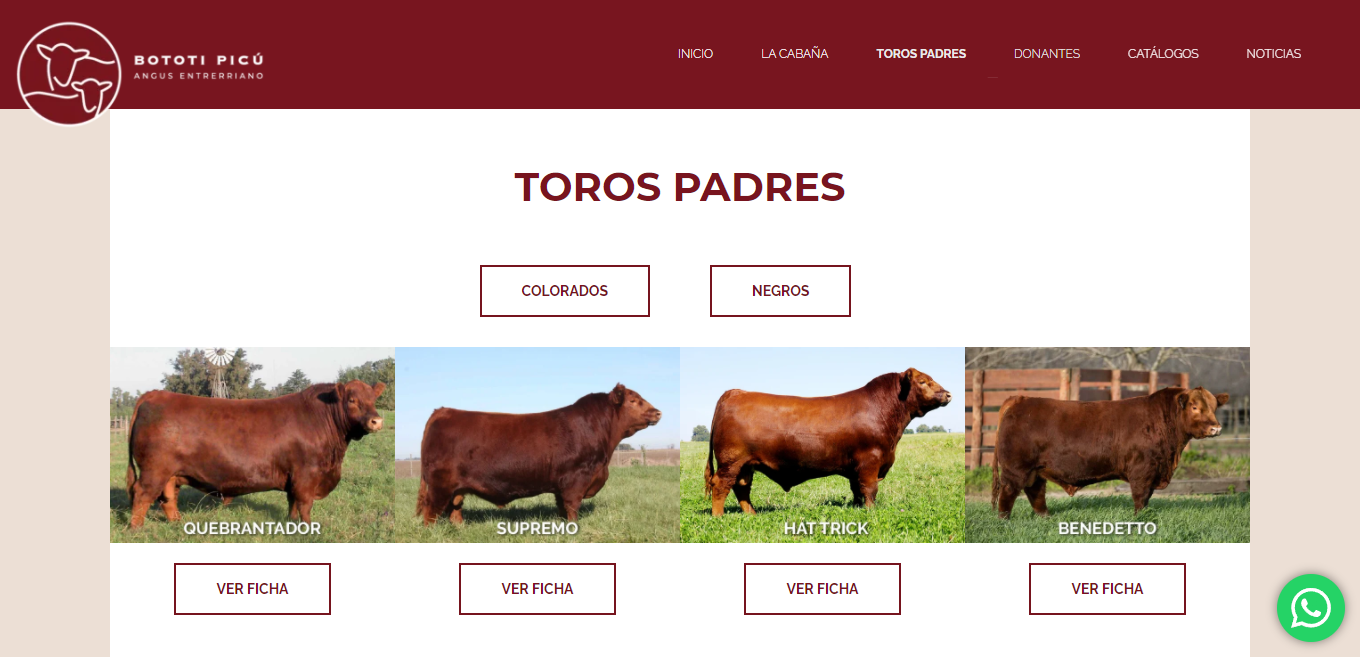 BOTOTI PICÚ
ANGUS ENTRERRIANO
INICIO LA CABAÑA TOROS PADRES DONANTES CATÁLOGOS NOTICIAS
TOROS PADRES
COLORADOS NEGROS
QUEBRANTADOR SUPREMO HAT TRICK BENEDETTO
VER FICHA VER FICHA VER FICHA VER FICHA